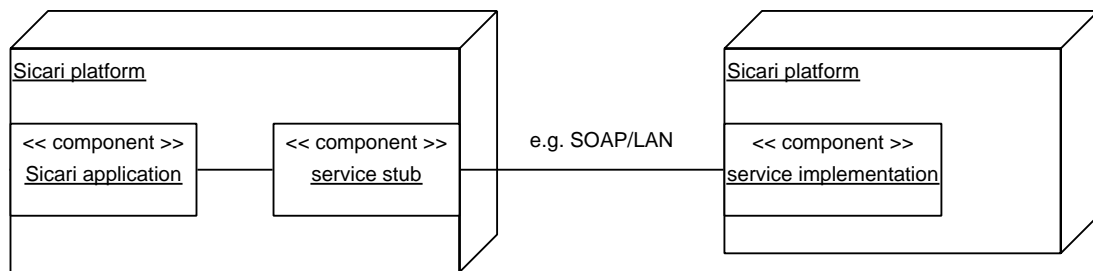 Sicari platform
<< component >>
Sicari application
<< component >>
service stub
e.g. SOAP/LAN
Sicari platform
<< component >>
service implementation